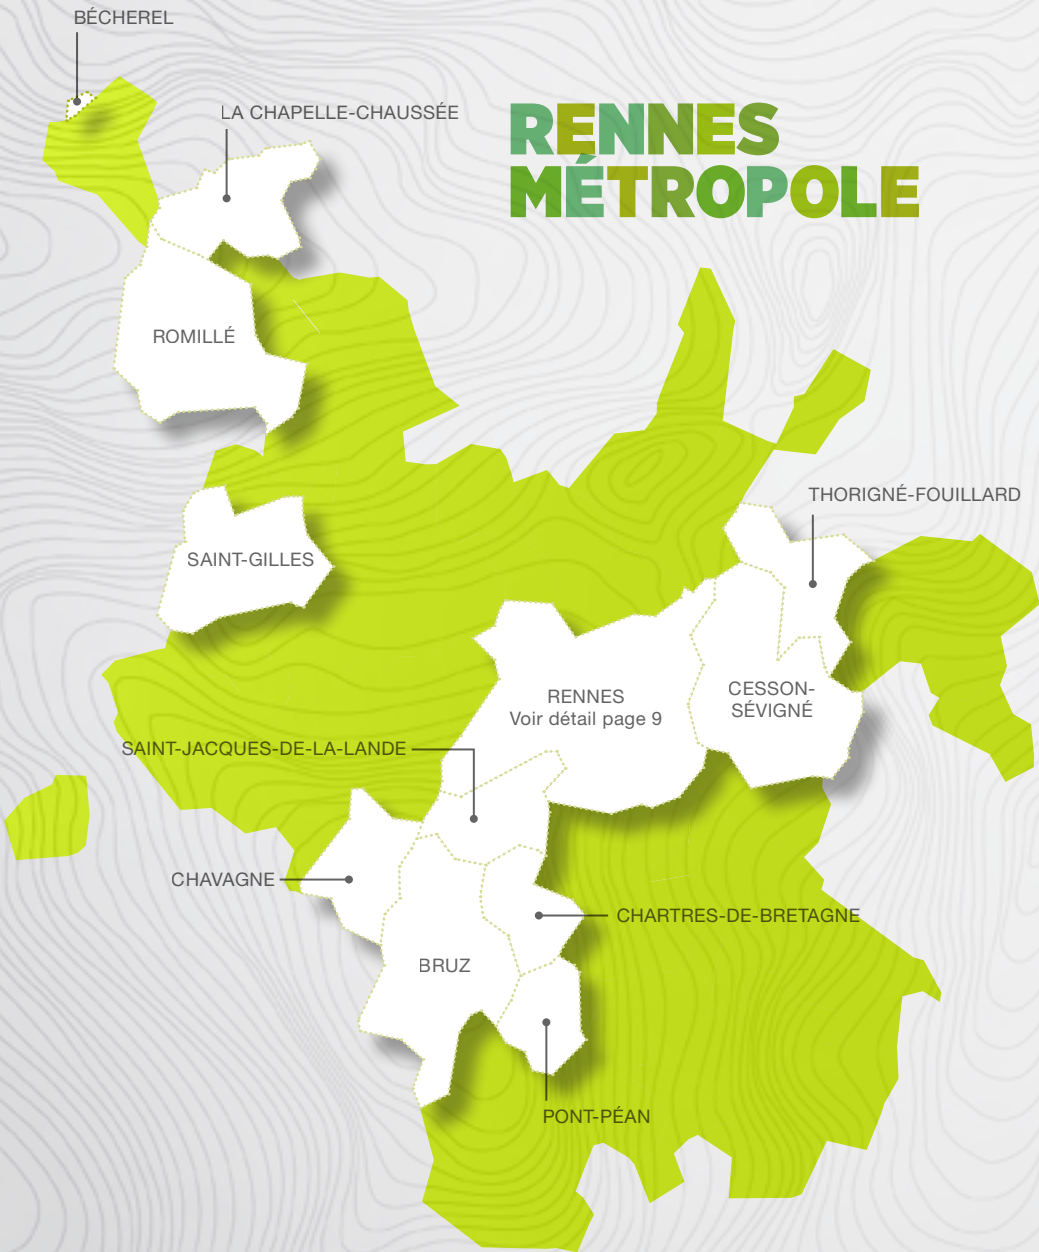 BÉCHEREL
LA CHAPELLE-CHAUSSÉE
RENNES
MÉTROPOLE
ROMILLÉ
THORIGNÉ-FOUILLARD
SAINT-GILLES
CESSON-
SÉVIGNÉ
RENNES
Voir détail page 9
SAINT-JACQUES-DE-LA-LANDE
CHAVAGNE
CHARTRES-DE-BRETAGNE
BRUZ
PONT-PÉAN